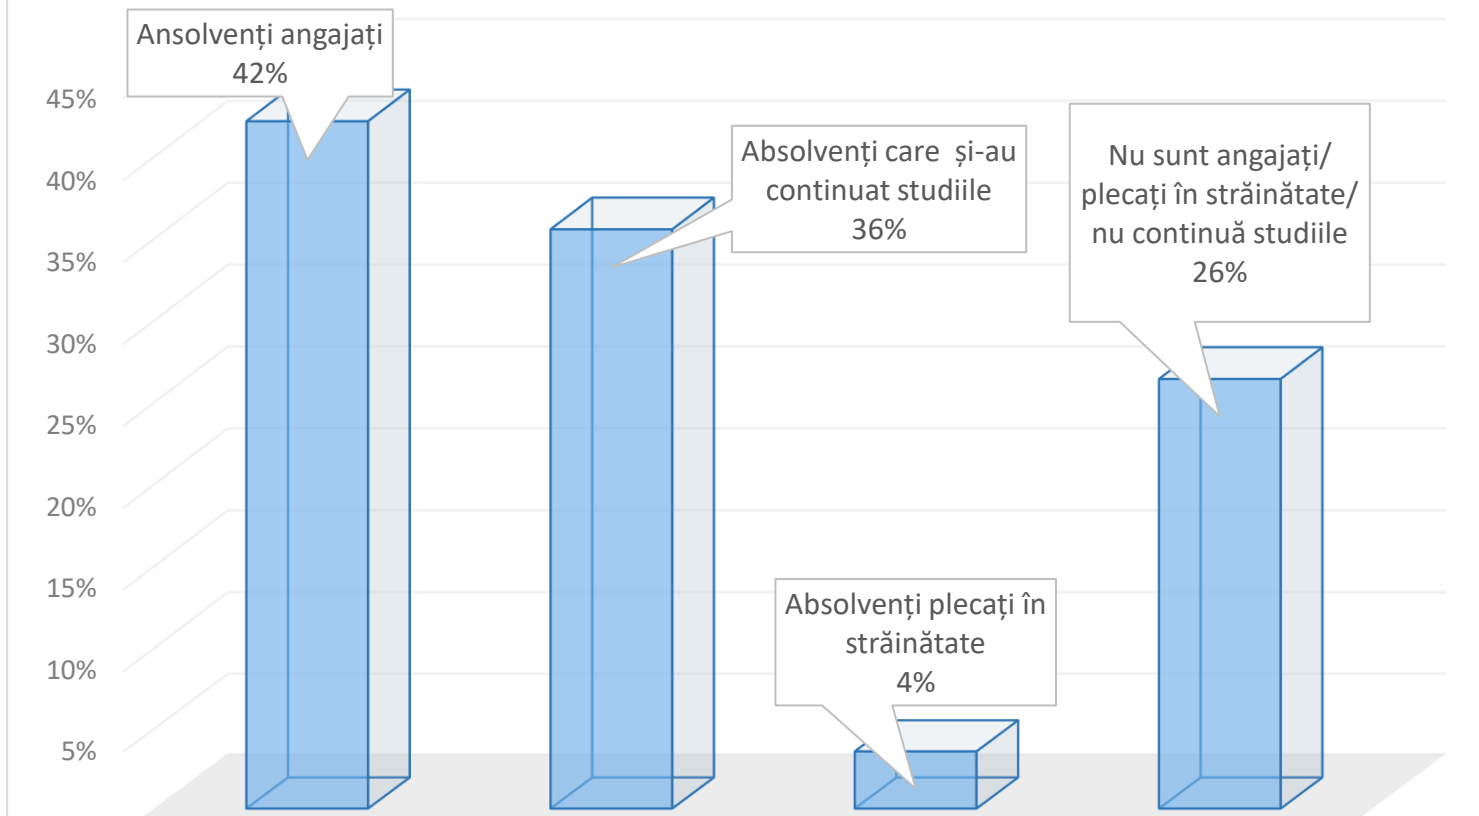 Ansolvenți angajați
42%
Absolvenți care și-au
continuat studiile
36%
Absolvenți plecați în
străinătate
4%
Nu sunt angajați/
plecați în străinătate/
nu continuă studiile
26%
45%
40%
35%
30%
25%
20%
15%
10%
5%